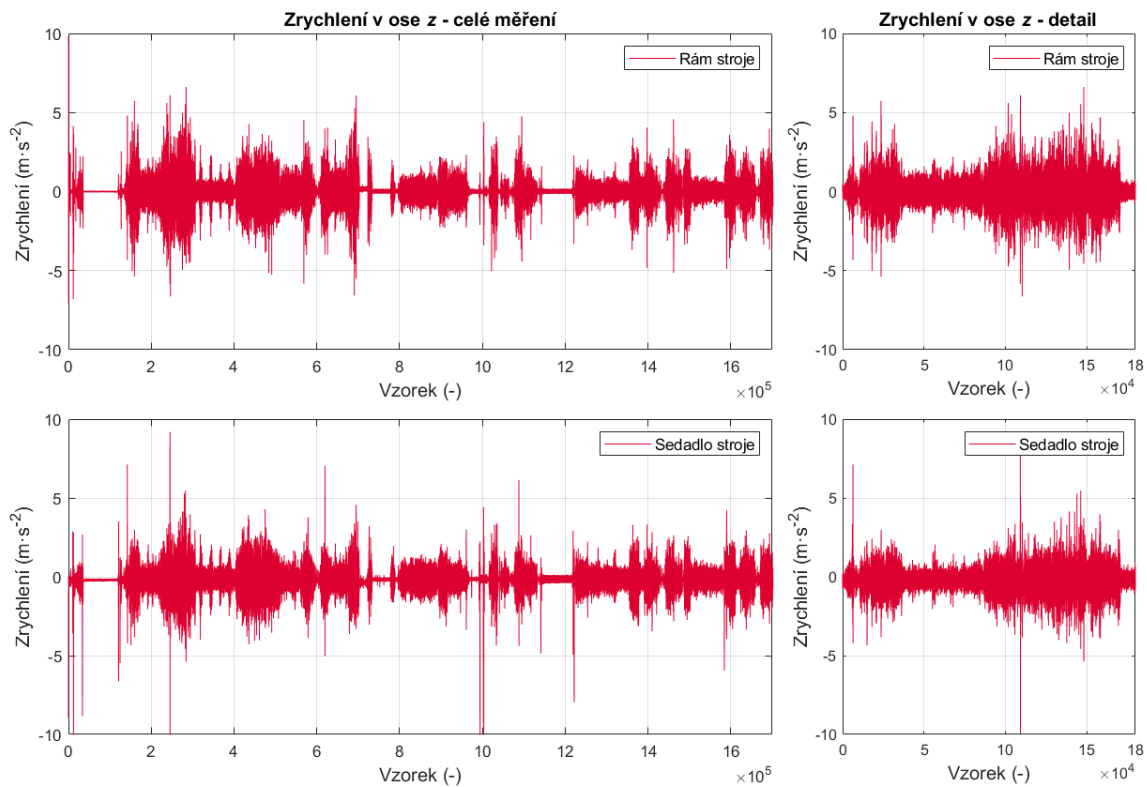 Zrychlení v ose z - celé měření
Zrychlení v ose z - detail
10
5
0
-5
-10
Zrychlení (m·s⁻²)
Rám stroje
0 2 4 6 8 10 12 14 16
Vzorek (-)
×10⁵
10
5
0
-5
-10
Zrychlení (m·s⁻²)
Rám stroje
0 5 10 15 18
Vzorek (-)
×10⁴
10
5
0
-5
-10
Zrychlení (m·s⁻²)
Sedadlo stroje
0 2 4 6 8 10 12 14 16
Vzorek (-)
×10⁵
10
5
0
-5
-10
Zrychlení (m·s⁻²)
Sedadlo stroje
0 5 10 15 18
Vzorek (-)
×10⁴